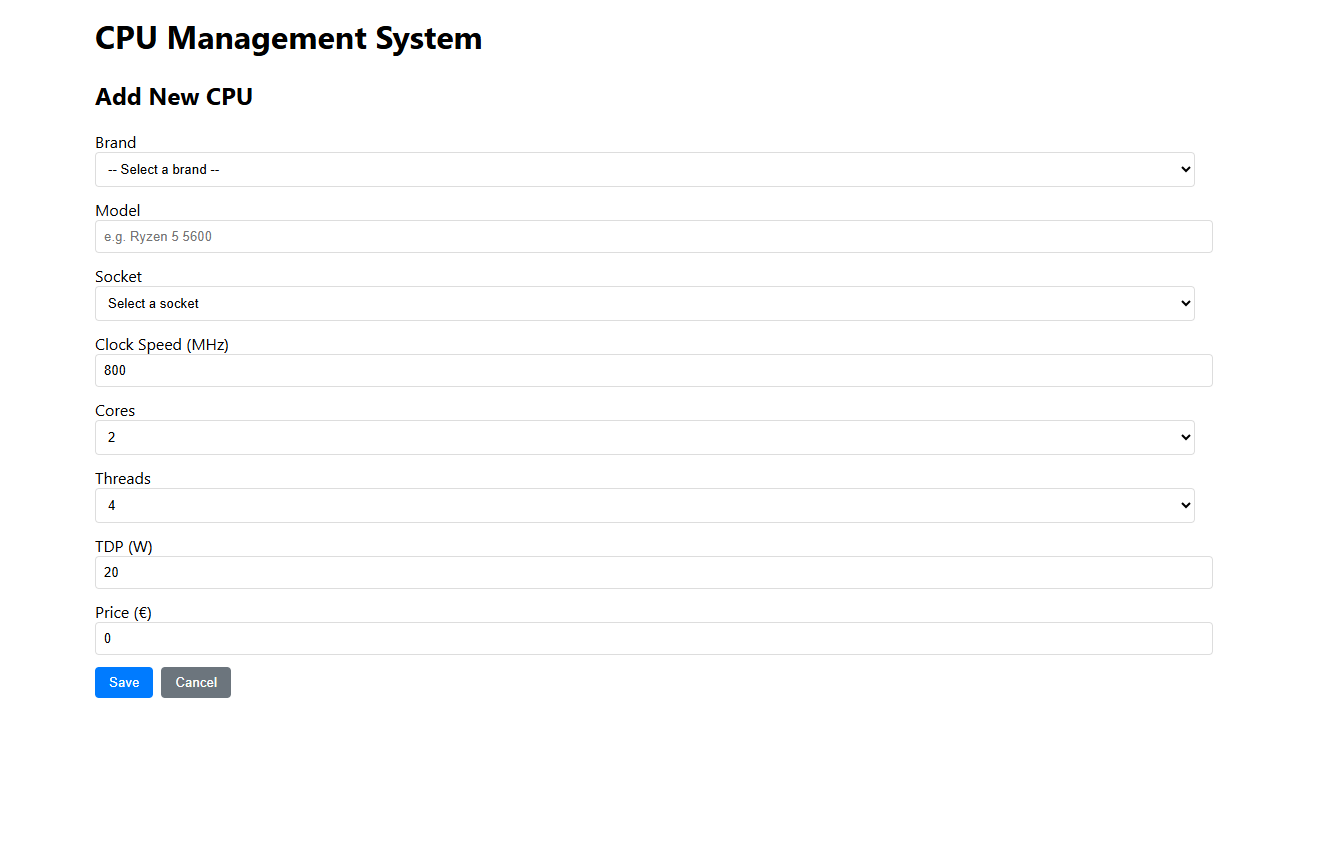 CPU Management System
Add New CPU
Brand
-- Select a brand --
Model
e.g. Ryzen 5 5600
Socket
Select a socket
Clock Speed (MHz)
800
Cores
2
Threads
4
TDP (W)
20
Price (€)
0
Save Cancel